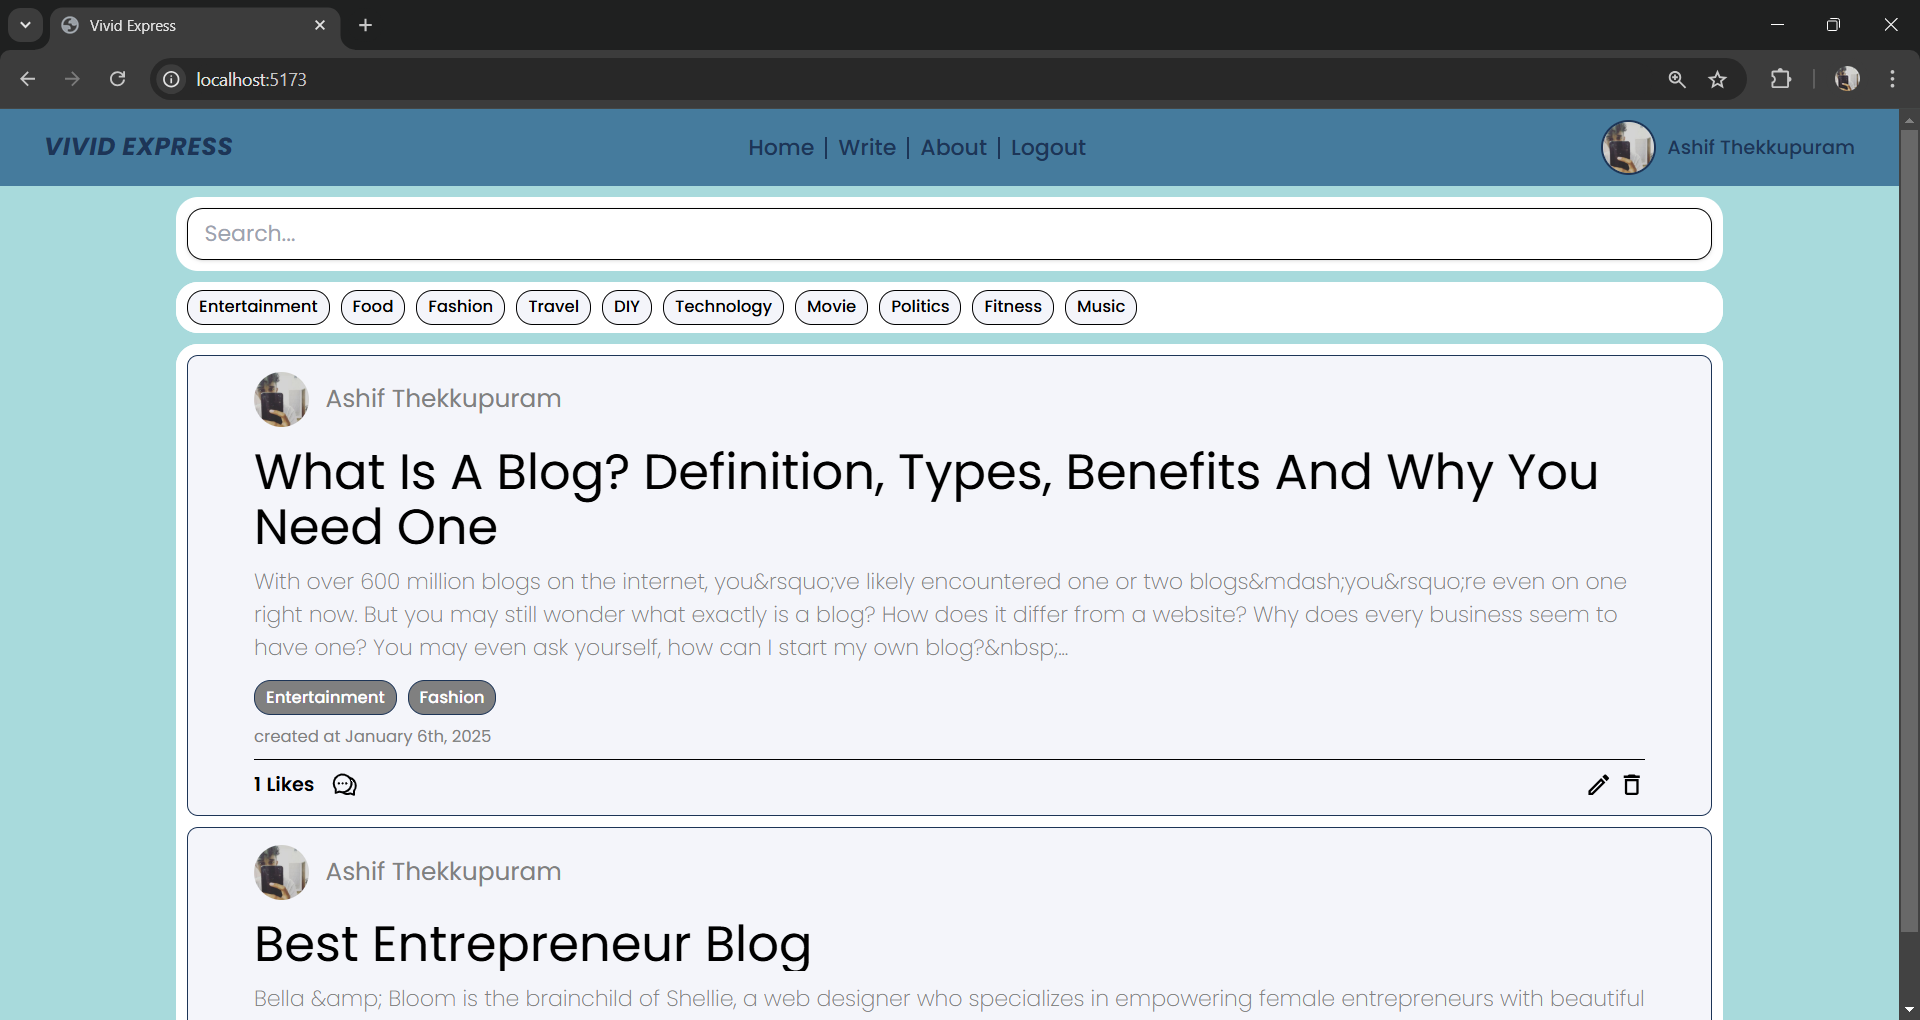 Vivid Express
localhost:5173
VIVID EXPRESS
Home | Write | About | Logout
Ashif Thekkupuram
Search...
Entertainment Food Fashion Travel DIY Technology Movie Politics Fitness Music
Ashif Thekkupuram
What Is A Blog? Definition, Types, Benefits And Why You
Need One
With over 600 million blogs on the internet, you&rsquo;ve likely encountered one or two blogs&mdash;you&rsquo;re even on one
right now. But you may still wonder what exactly is a blog? How does it differ from a website? Why does every business seem to
have one? You may even ask yourself, how can I start my own blog?&nbsp;...
Entertainment Fashion
created at January 6th, 2025
1 Likes
Ashif Thekkupuram
Best Entrepreneur Blog
Bella &amp; Bloom is the brainchild of Shellie, a web designer who specializes in empowering female entrepreneurs with beautiful